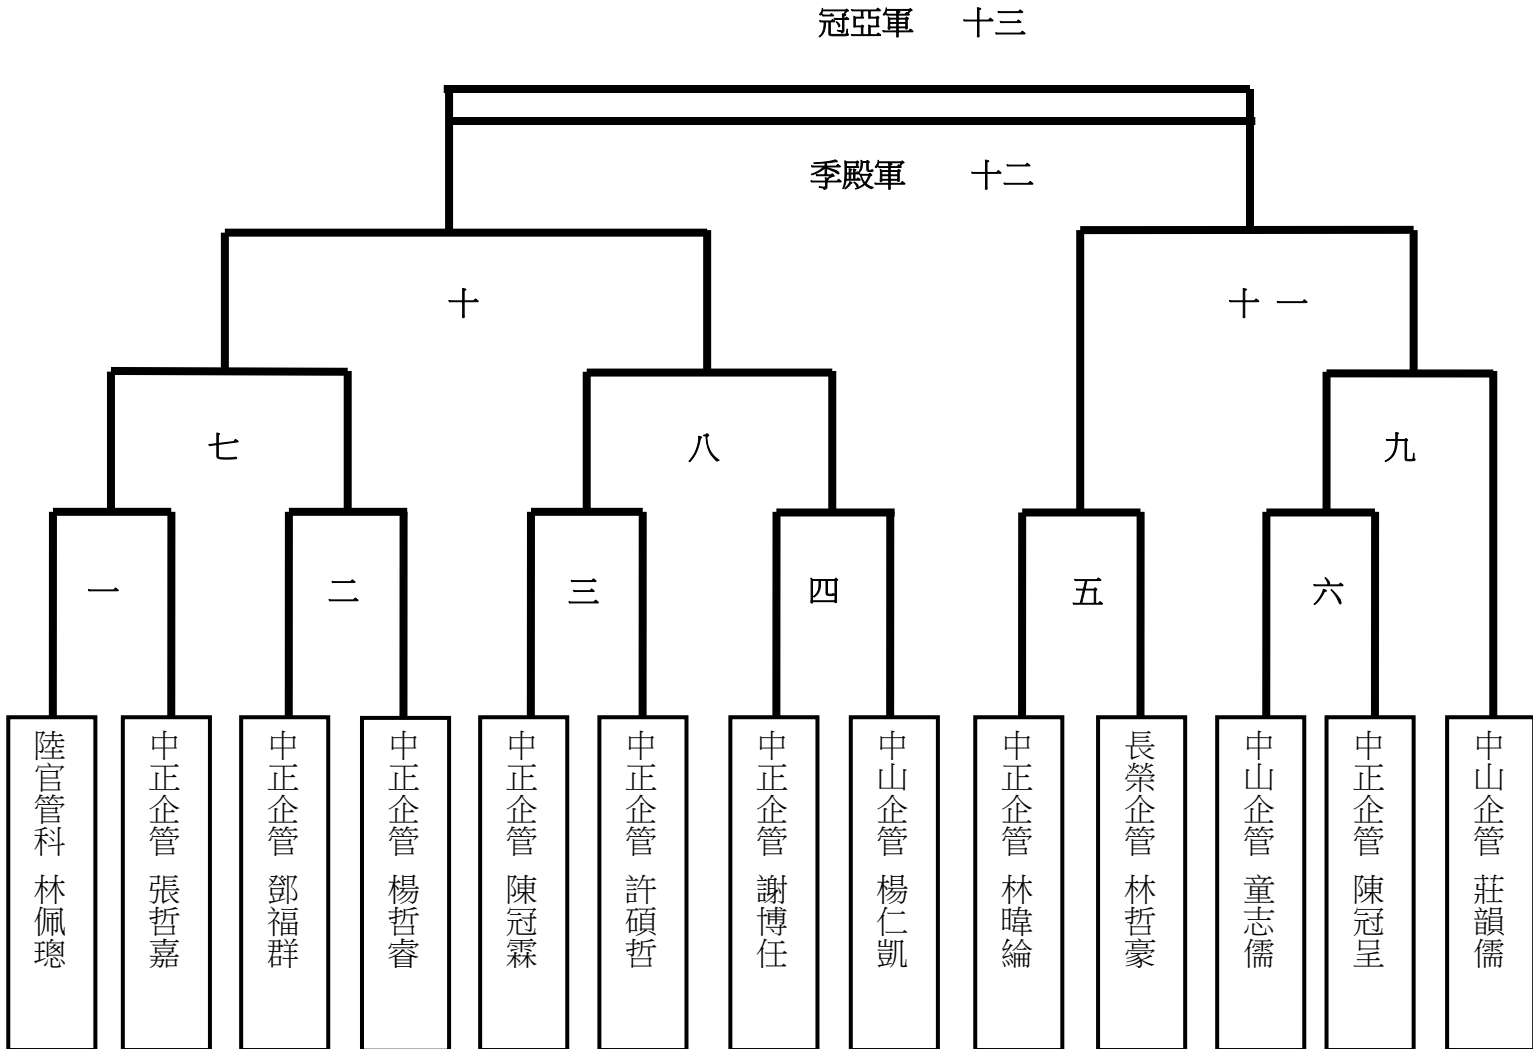 冠亞軍 十三
季殿軍 十二
十
十一
七
八
九
一
二
三
四
五
六
陸官管科 林佩璁
中正企管 張哲嘉
中正企管 鄧福群
中正企管 楊哲睿
中正企管 陳冠霖
中正企管 許碩哲
中正企管 謝博任
中山企管 楊仁凱
中正企管 林暐綸
長榮企管 林哲豪
中山企管 童志儒
中正企管 陳冠呈
中山企管 莊韻儒